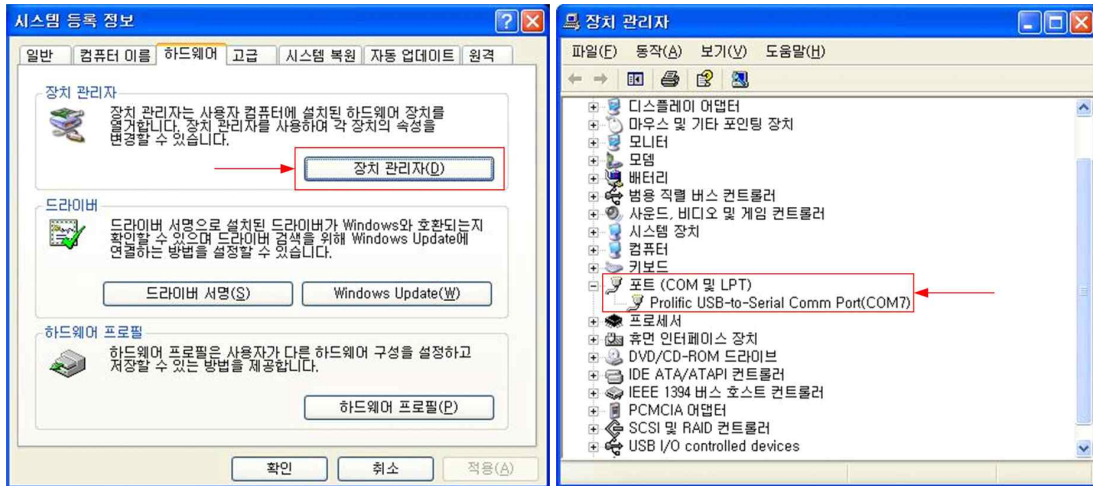 시스템 등록 정보
일반 컴퓨터 이름 하드웨어 고급 시스템 복원 자동 업데이트 원격
장치 관리자
장치 관리자는 사용자 컴퓨터에 설치된 하드웨어 장치를
열거합니다. 장치 관리자를 사용하여 각 장치의 속성을
변경할 수 있습니다.
장치 관리자(D)
드라이버
드라이버 서명으로 설치된 드라이버가 Windows와 호환되는지
확인할 수 있으며 드라이버 검색을 위해 Windows Update에
연결하는 방법을 설정할 수 있습니다.
드라이버 서명(S) Windows Update(W)
하드웨어 프로필
하드웨어 프로필은 사용자가 다른 하드웨어 구성을 설정하고
저장할 수 있는 방법을 제공합니다.
하드웨어 프로필(P)
확인 취소 적용(A)
장치 관리자
파일(F) 동작(A) 보기(V) 도움말(H)
디스플레이 어댑터
마우스 및 기타 포인팅 장치
모니터
모뎀
배터리
범용 직렬 버스 컨트롤러
사운드, 비디오 및 게임 컨트롤러
시스템 장치
컴퓨터
키보드
포트 (COM 및 LPT)
Prolific USB-to-Serial Comm Port(COM7)
프로세서
휴먼 인터페이스 장치
DVD/CD-ROM 드라이브
IDE ATA/ATAPI 컨트롤러
IEEE 1394 버스 호스트 컨트롤러
PCMCIA 어댑터
SCSI 및 RAID 컨트롤러
USB I/O controlled devices